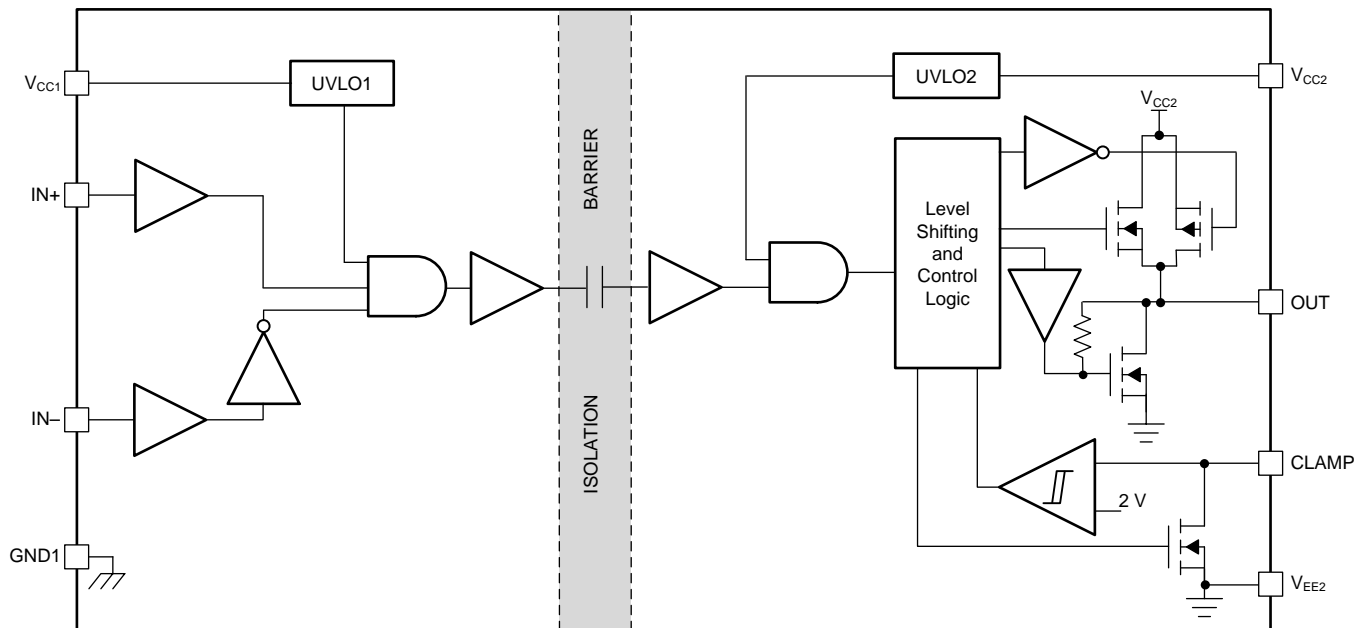 VCC1
UVLO1
UVLO2
VCC2
VCC2
IN+
BARRIER
Level
Shifting
and
Control
Logic
OUT
IN–
ISOLATION
CLAMP
2 V
GND1
VEE2